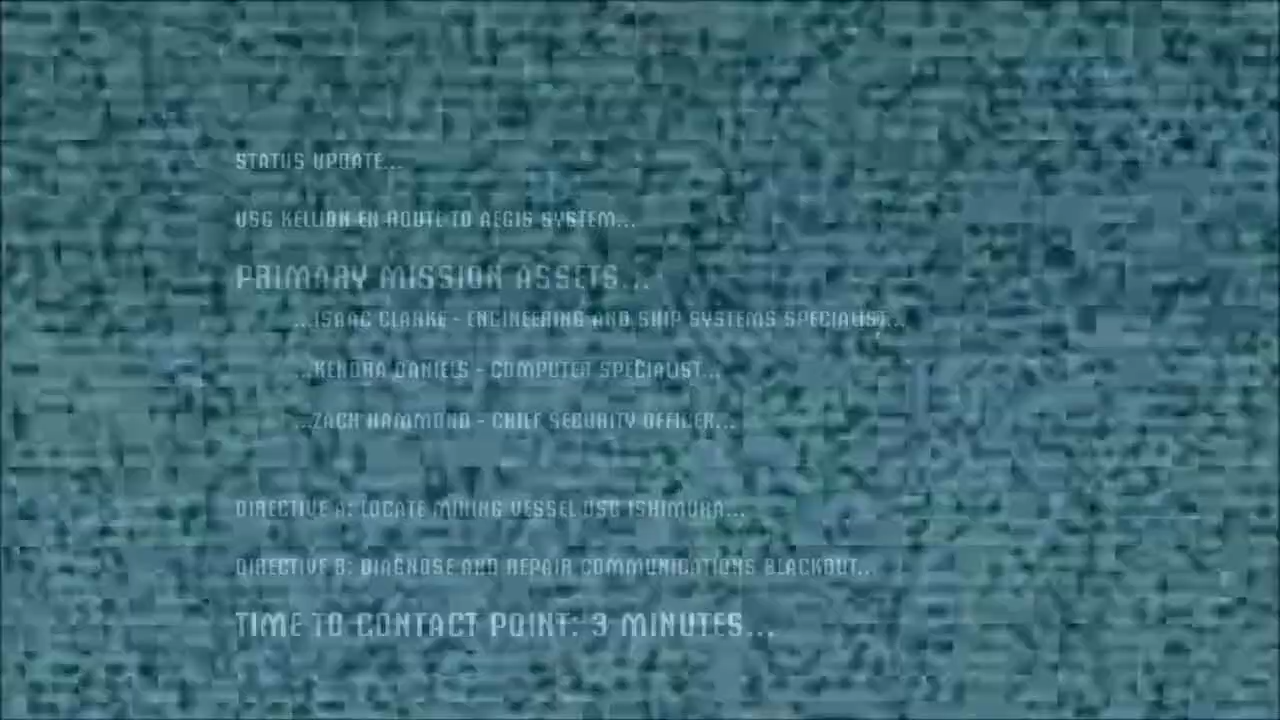 STATUS UPDATE...
USG KELLION EN ROUTE TO AEGIS SYSTEM...
PRIMARY MISSION ASSETS...
...ISAAC CLARKE - ENGINEERING AND SHIP SYSTEMS SPECIALIST...
...KENDRA DANIELS - COMPUTER SPECIALIST...
...ZACH HAMMOND - CHIEF SECURITY OFFICER...
DIRECTIVE A: LOCATE MINING VESSEL USG ISHIMURA...
DIRECTIVE B: DIAGNOSE AND REPAIR COMMUNICATIONS BLACKOUT...
TIME TO CONTACT POINT: 3 MINUTES...